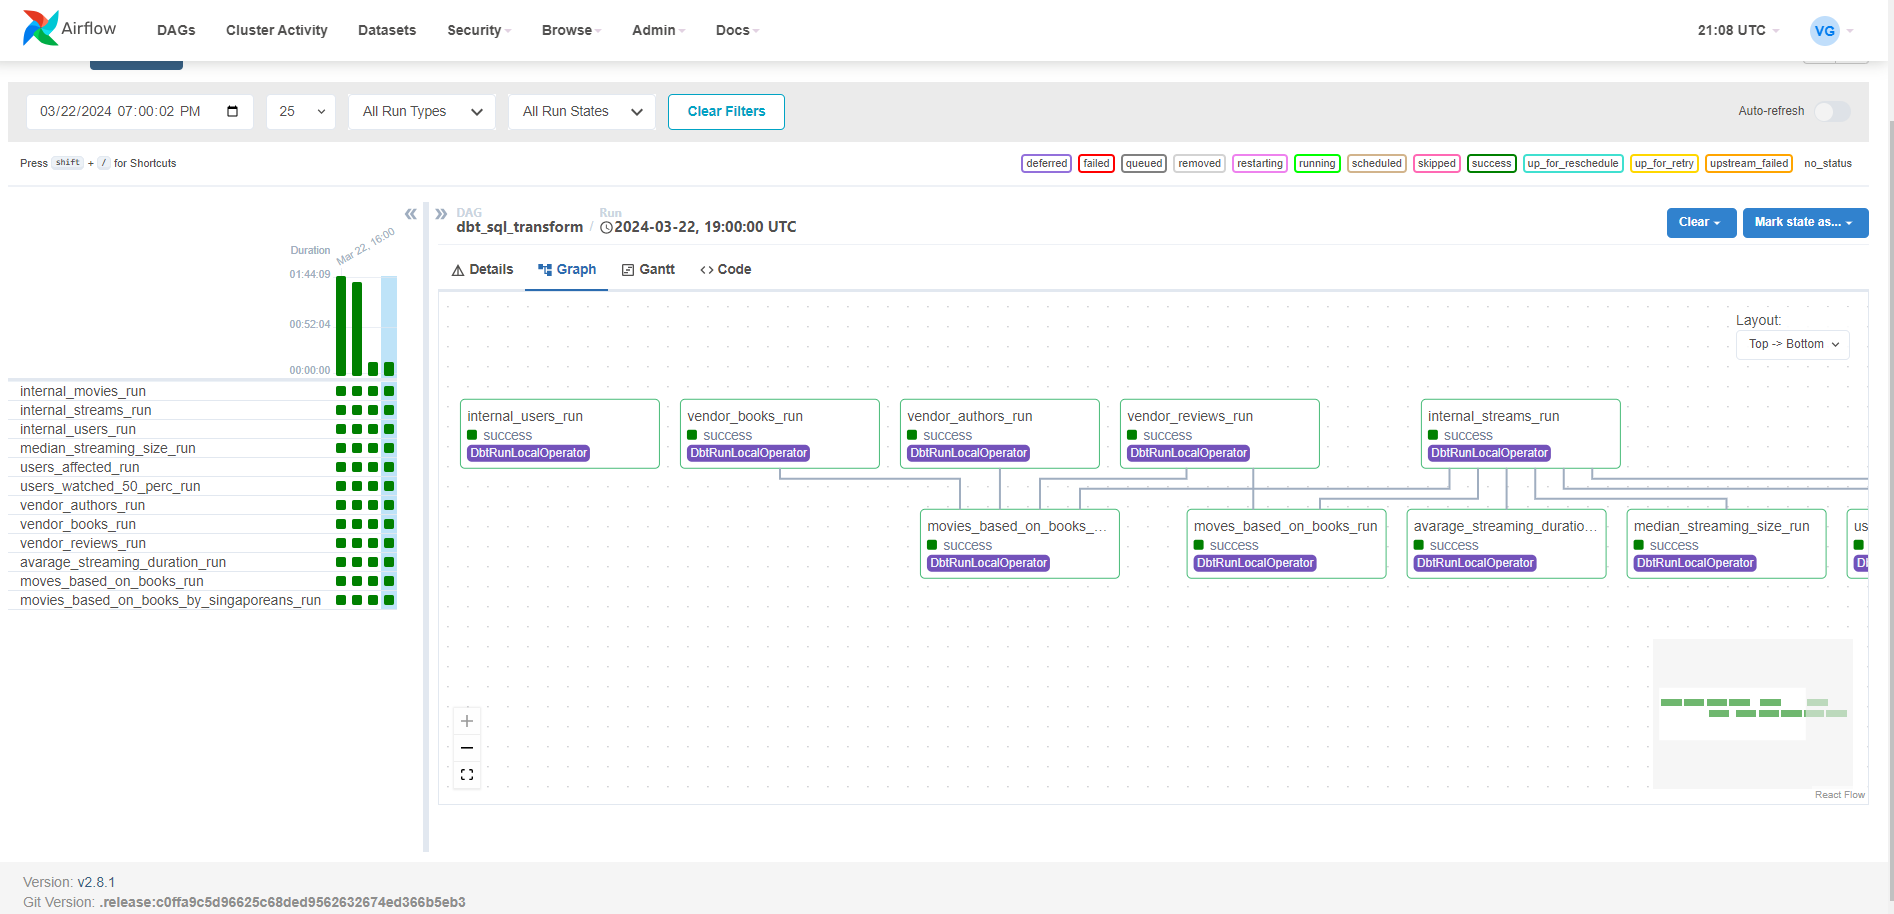 Airflow DAGs Cluster Activity Datasets Security Browse Admin Docs 21:08 UTC VG
03/22/2024 07:00:02 PM 25 All Run Types All Run States Clear Filters Auto-refresh
Press shift + / for Shortcuts deferred failed queued removed restarting running scheduled skipped success up_for_reschedule up_for_retry upstream_failed no_status
DAG
dbt_sql_transform / Run
2024-03-22, 19:00:00 UTC
Clear Mark state as...
Duration
Mar 22, 16:00
01:44:09
00:52:04
00:00:00
internal_movies_run
internal_streams_run
internal_users_run
median_streaming_size_run
users_affected_run
users_watched_50_perc_run
vendor_authors_run
vendor_books_run
vendor_reviews_run
avarage_streaming_duration_run
moves_based_on_books_run
movies_based_on_books_by_singaporeans_run
Details Graph Gantt Code
Layout:
Top -> Bottom
internal_users_run
success
DbtRunLocalOperator
vendor_books_run
success
DbtRunLocalOperator
vendor_authors_run
success
DbtRunLocalOperator
vendor_reviews_run
success
DbtRunLocalOperator
internal_streams_run
success
DbtRunLocalOperator
movies_based_on_books_...
success
DbtRunLocalOperator
moves_based_on_books_run
success
DbtRunLocalOperator
avarage_streaming_duratio...
success
DbtRunLocalOperator
median_streaming_size_run
success
DbtRunLocalOperator
us
React Flow
Version: v2.8.1
Git Version: .release:c0ffa9c5d96625c68ded9562632674ed366b5eb3